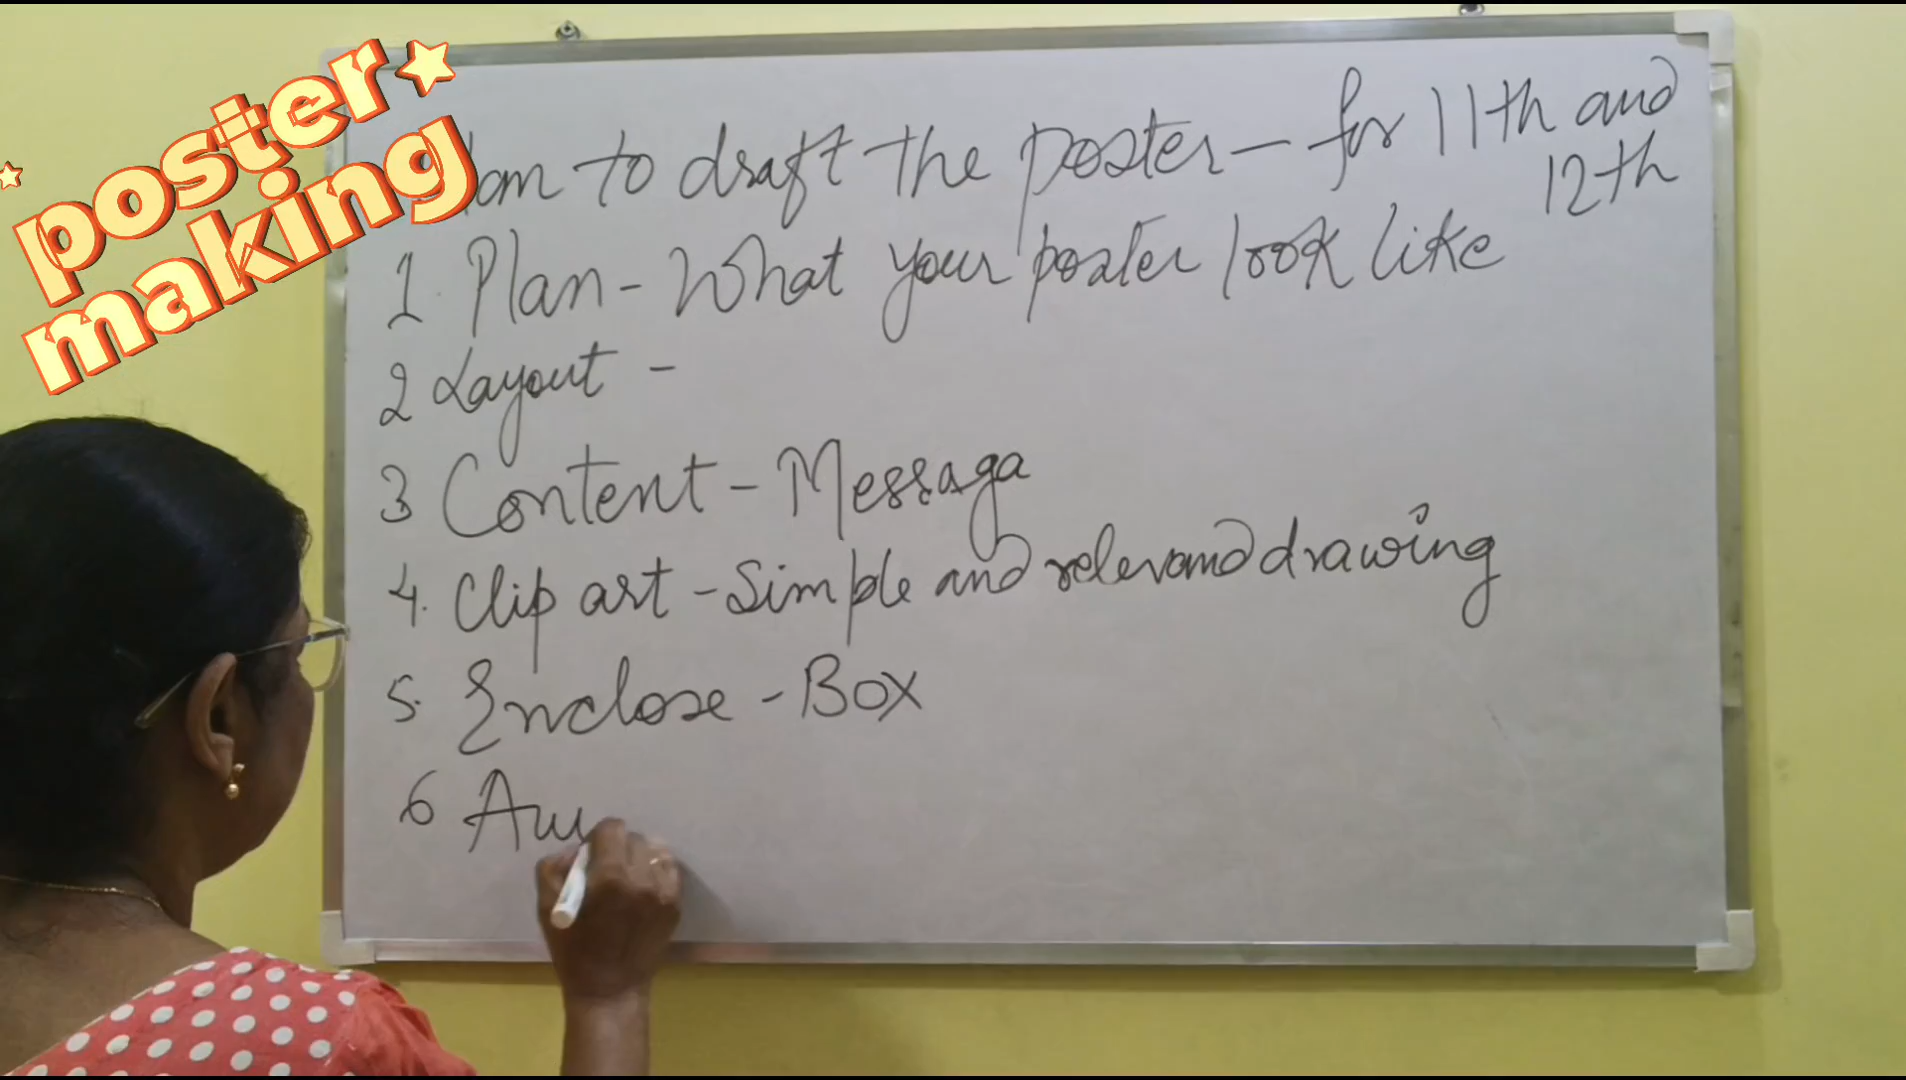 poster
making
to draft the poster - for 11th and
12th
1. Plan - What your poster look like
2 Layout -
3 Content - Messaga
4. Clip art - Simple and relevand drawing
5. Enclose - Box
6